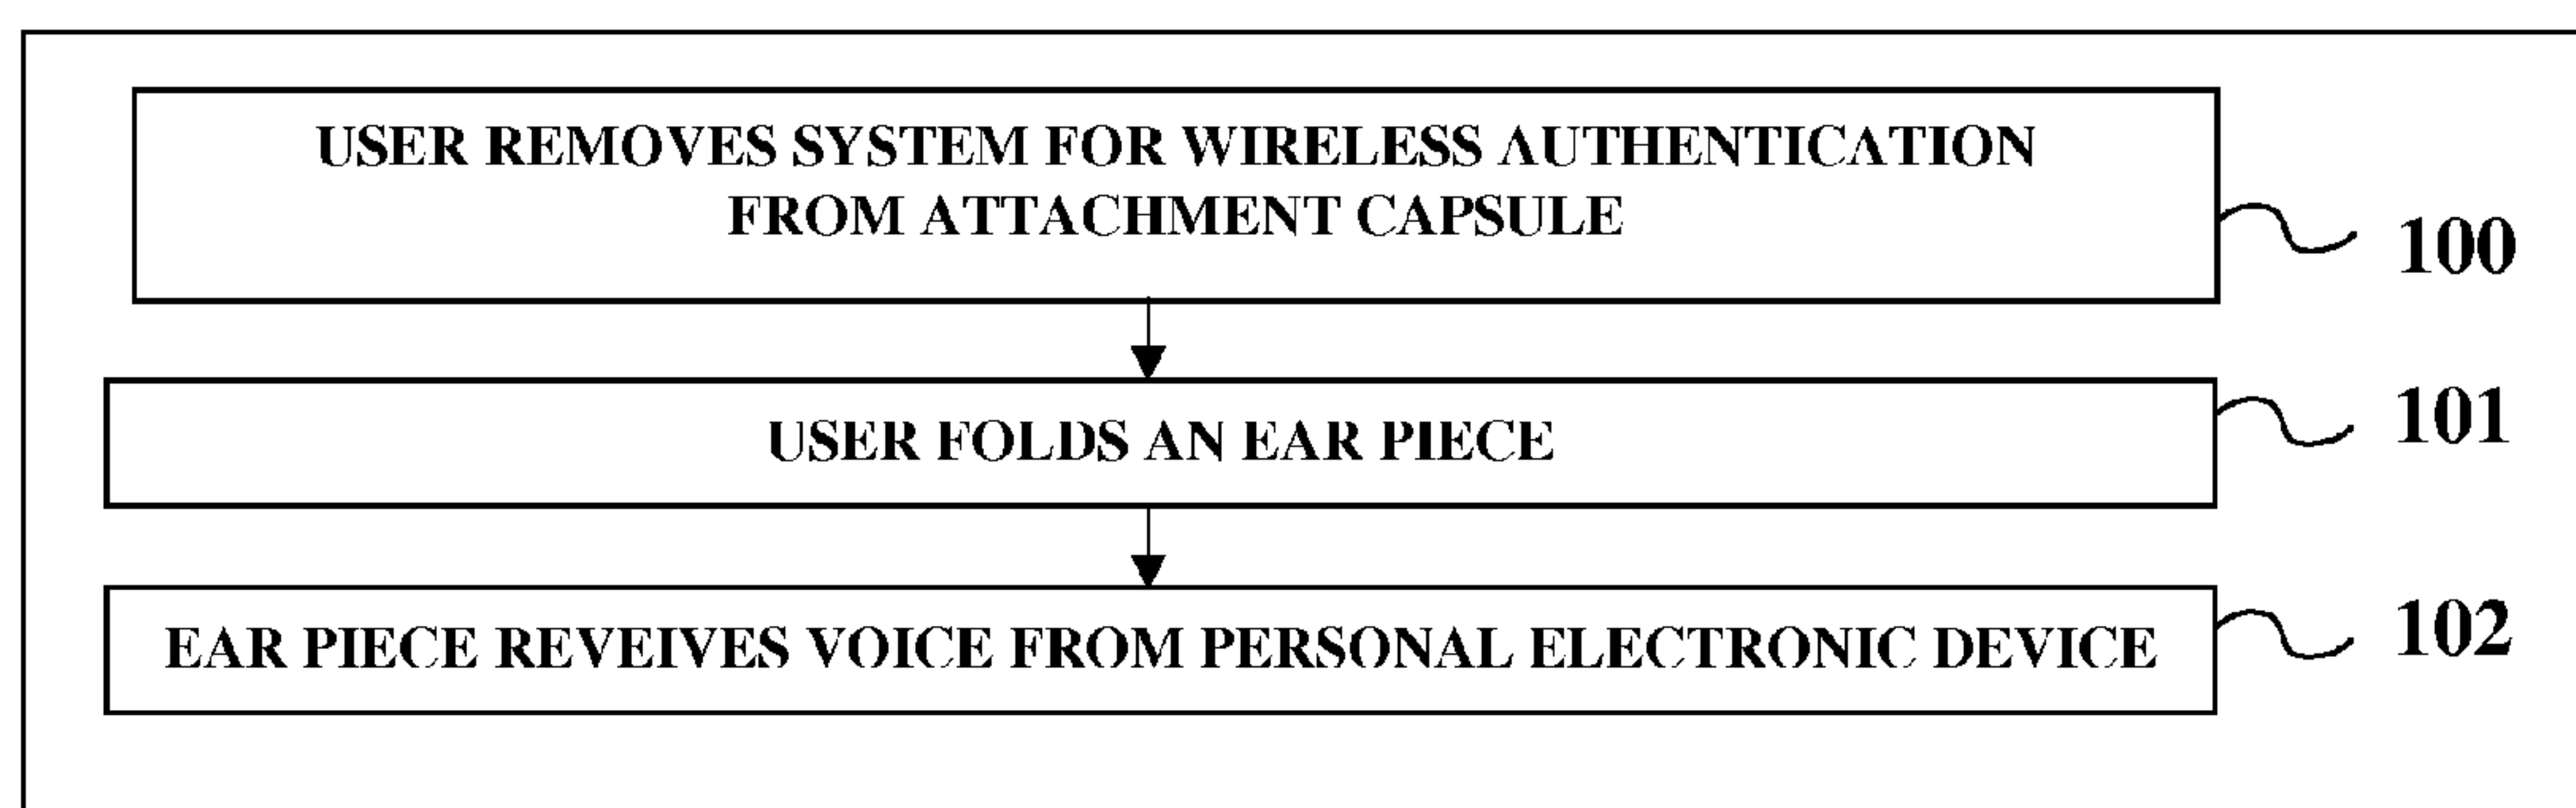 USER REMOVES SYSTEM FOR WIRELESS AUTHENTICATION
FROM ATTACHMENT CAPSULE
100
USER FOLDS AN EAR PIECE
101
EAR PIECE REVEIVES VOICE FROM PERSONAL ELECTRONIC DEVICE
102